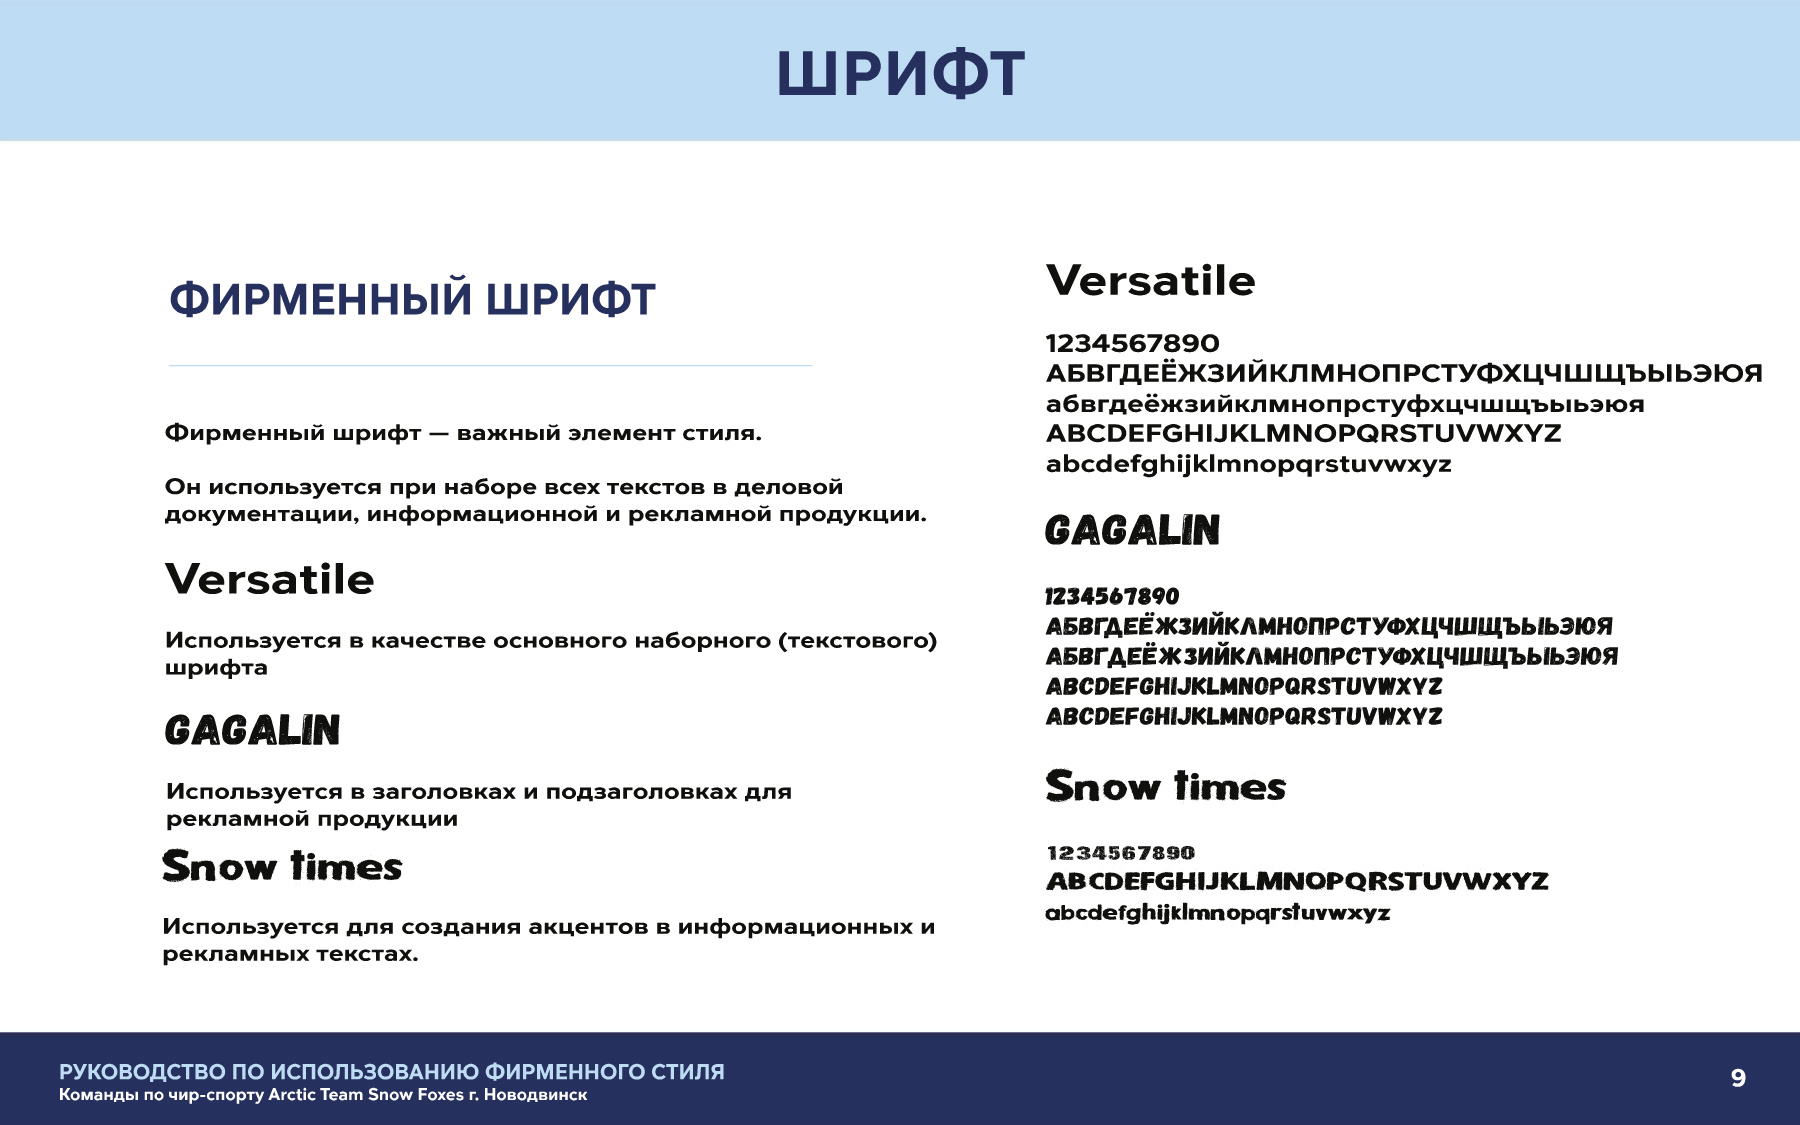 ШРИФТ
ФИРМЕННЫЙ ШРИФТ
Фирменный шрифт — важный элемент стиля.
Он используется при наборе всех текстов в деловой
документации, информационной и рекламной продукции.
Versatile
Используется в качестве основного наборного (текстового)
шрифта
GAGALIN
Используется в заголовках и подзаголовках для
рекламной продукции
Snow times
Используется для создания акцентов в информационных и
рекламных текстах.
Versatile
1234567890
АБВГДЕЁЖЗИЙКЛМНОПРСТУФХЦЧШЩЪЫЬЭЮЯ
абвгдеёжзийклмнопрстуфхцчшщъыьэюя
ABCDEFGHIJKLMNOPQRSTUVWXYZ
abcdefghijklmnopqrstuvwxyz
GAGALIN
1234567890
АБВГДЕЁЖЗИЙКЛМНОПРСТУФХЦЧШЩЪЫЬЭЮЯ
АБВГДЕЁЖЗИЙКЛМНОПРСТУФХЦЧШЩЪЫЬЭЮЯ
ABCDEFGHIJKLMNOPQRSTUVWXYZ
ABCDEFGHIJKLMNOPQRSTUVWXYZ
Snow times
1234567890
ABCDEFGHIJKLMNOPQRSTUVWXYZ
abcdefghijklmnopqrstuvwxyz
РУКОВОДСТВО ПО ИСПОЛЬЗОВАНИЮ ФИРМЕННОГО СТИЛЯ
Команды по чир-спорту Arctic Team Snow Foxes г. Новодвинск
9